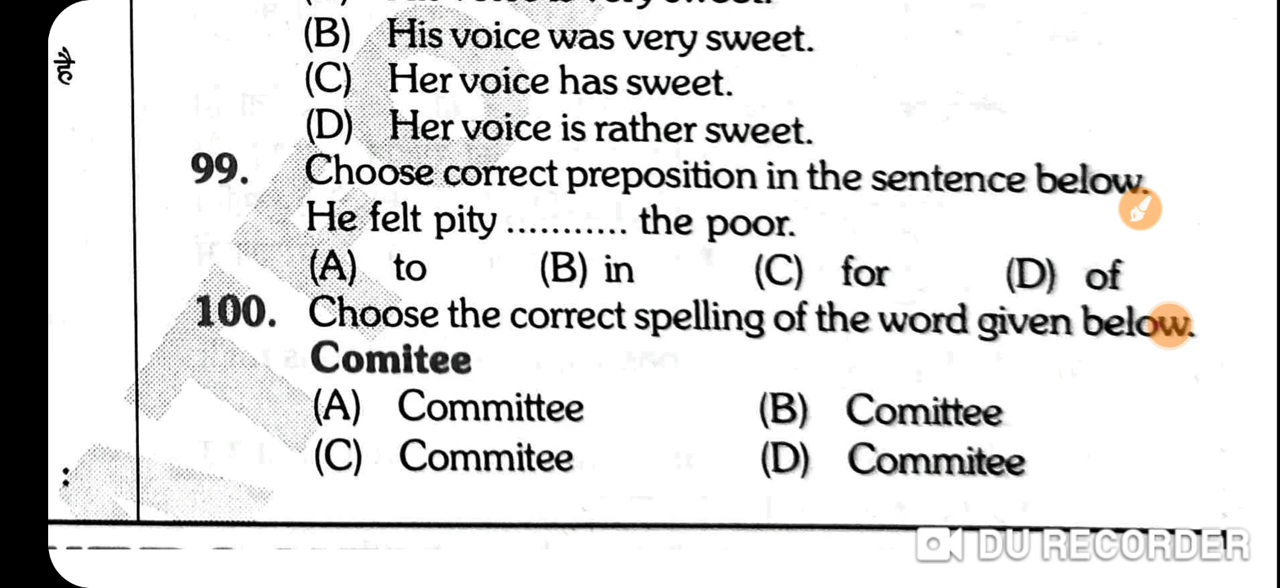 (B) His voice was very sweet.
(C) Her voice has sweet.
(D) Her voice is rather sweet.
99. Choose correct preposition in the sentence below.
He felt pity ........... the poor.
(A) to (B) in (C) for (D) of
100. Choose the correct spelling of the word given below.
Comitee
(A) Committee (B) Comittee
(C) Commitee (D) Commitee
DU RECORDER